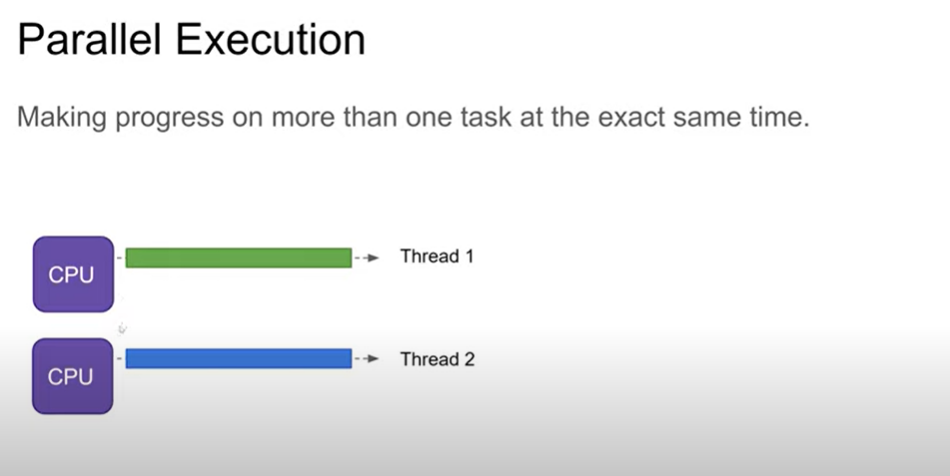 Parallel Execution
Making progress on more than one task at the exact same time.
CPU
Thread 1
CPU
Thread 2